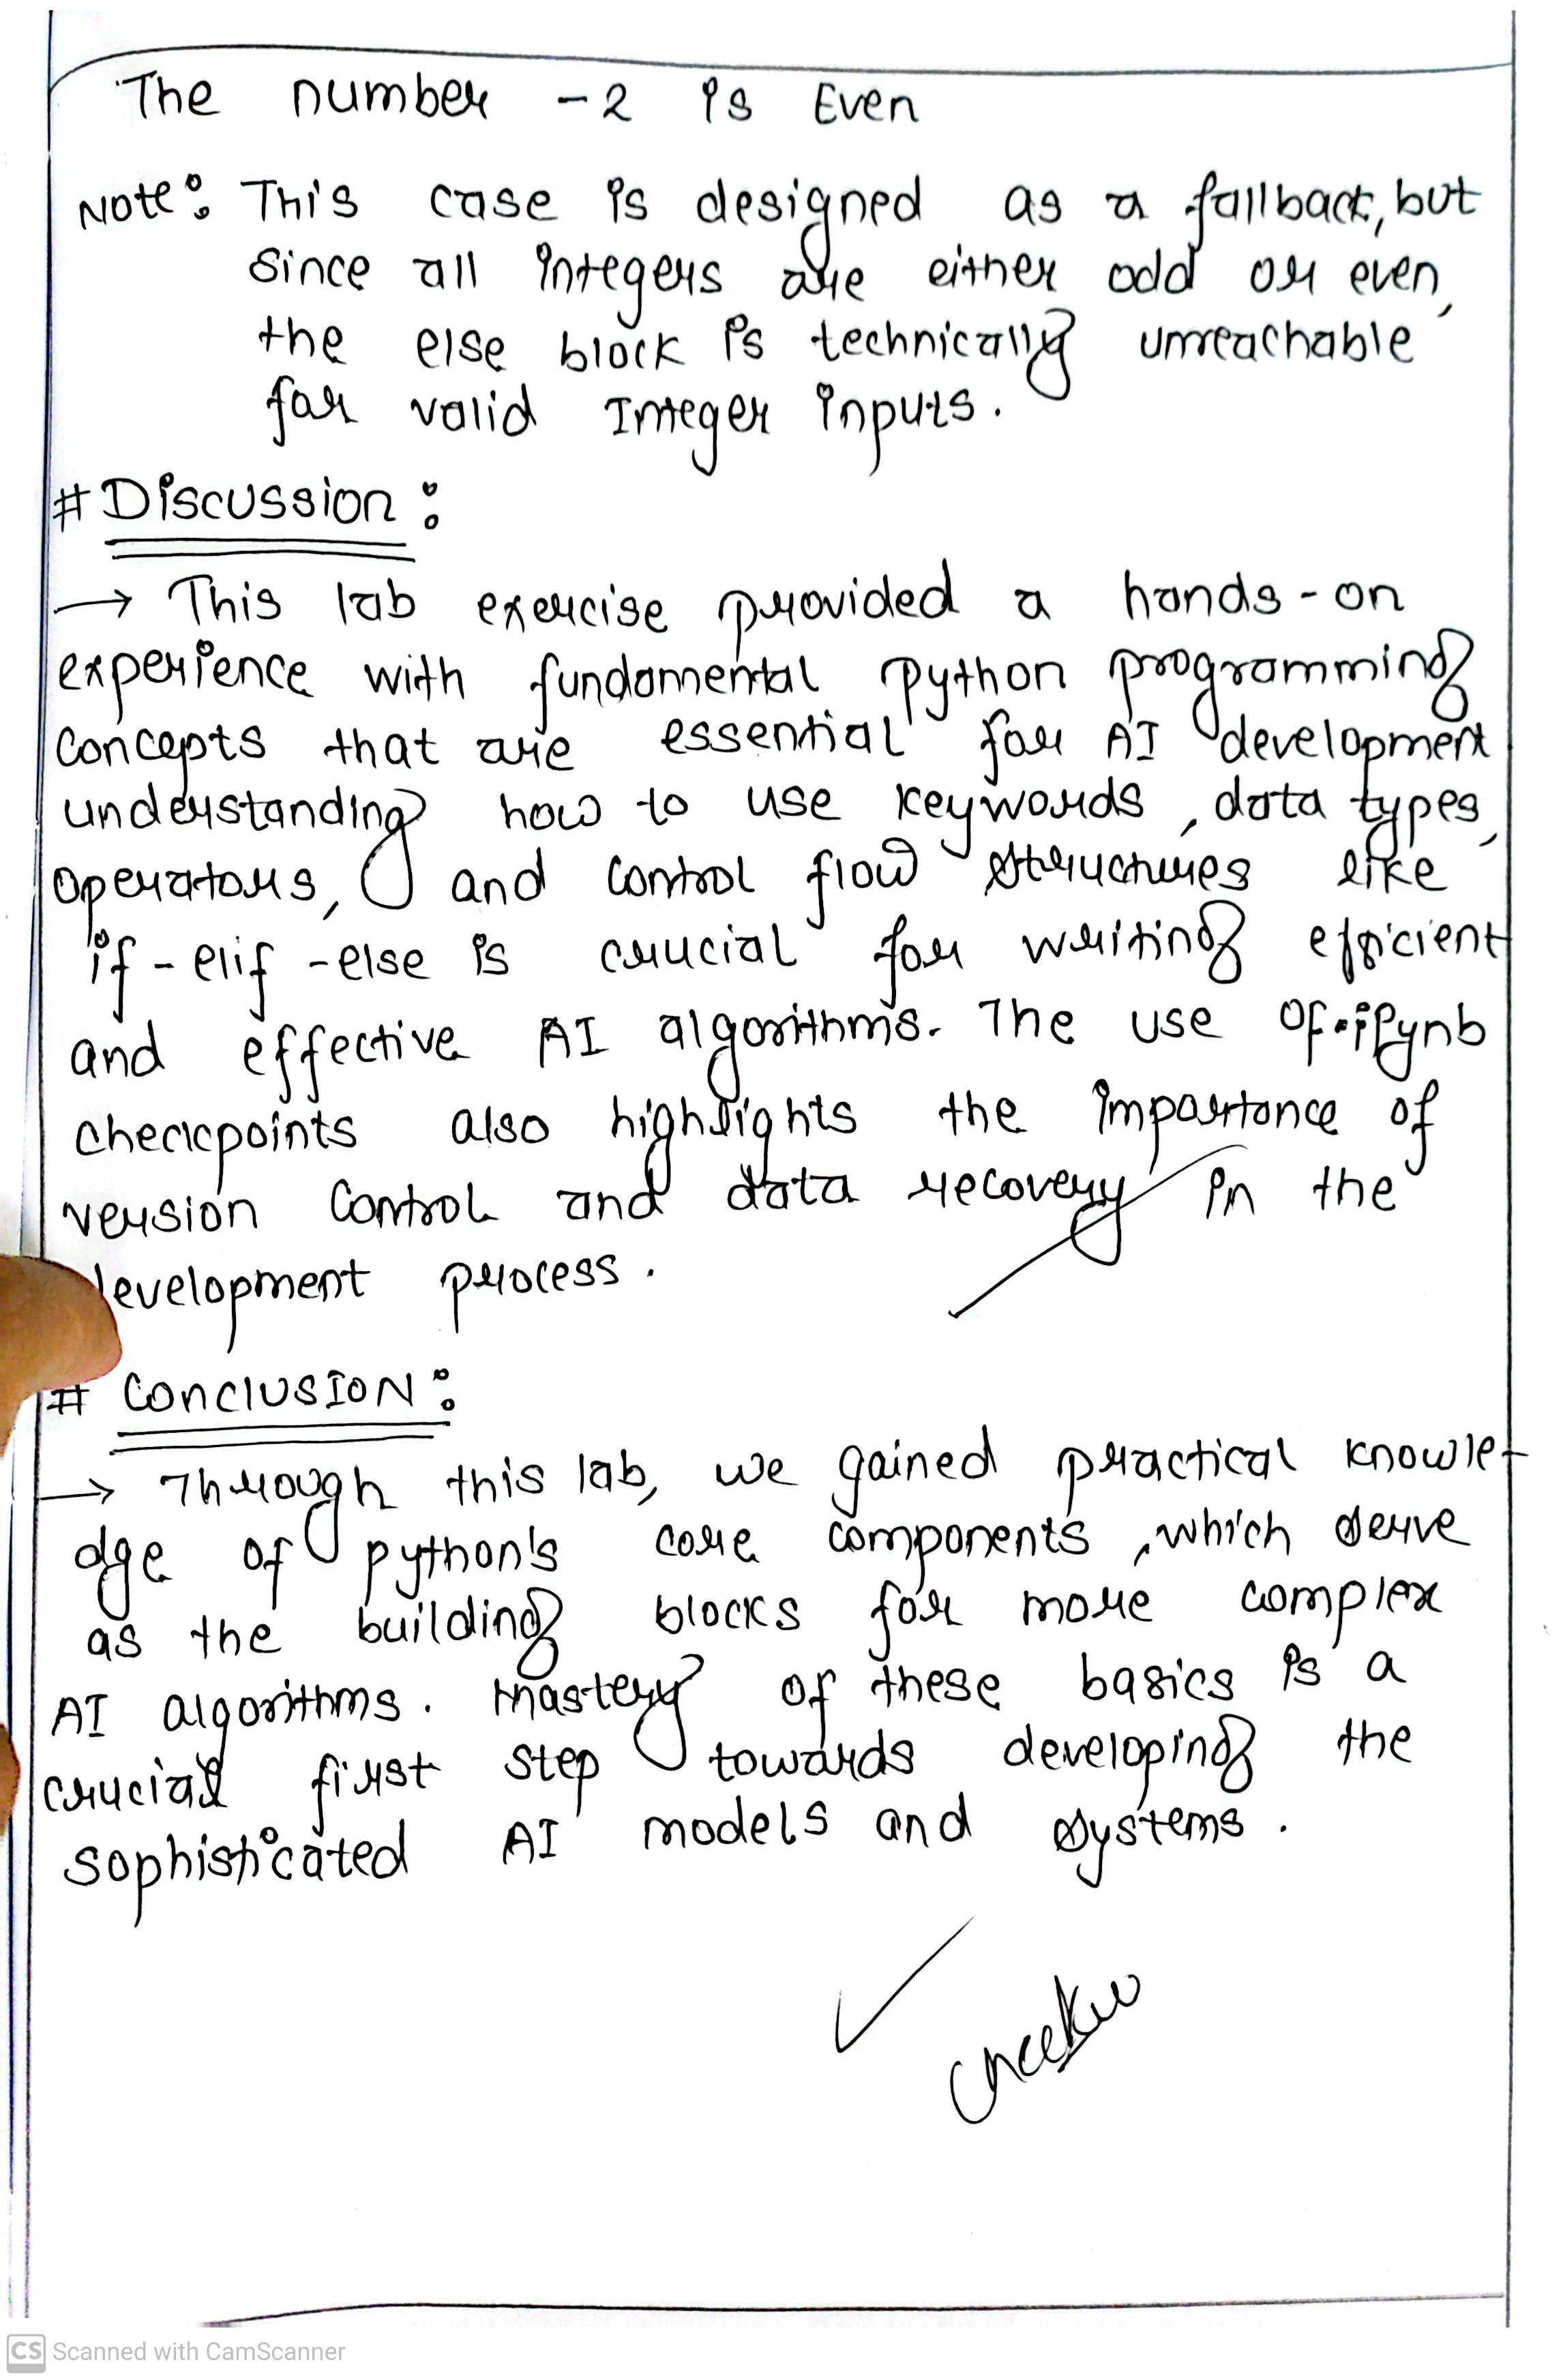 The number -2 is Even
Note: This case is designed as a fallback, but
since all integers are either odd or even,
the else block is technically unreachable
for valid Integer inputs.
# Discussion :
→ This lab exercise provided a hands-on
experience with fundamental python programming
concepts that are essential for AI development
understanding how to use keywords, data types,
operators, and control flow structures like
if-elif-else is crucial for writing efficient
and effective AI algorithms. The use of .ipynb
checkpoints also highlights the importance of
version control and data recovery in the
development process.
# Conclusion :
→ Through this lab, we gained practical knowle-
dge of python's core components, which serve
as the building blocks for more complex
AI algorithms. Mastery of these basics is a
crucial first step towards developing the
sophisticated AI models and systems.
CS Scanned with CamScanner